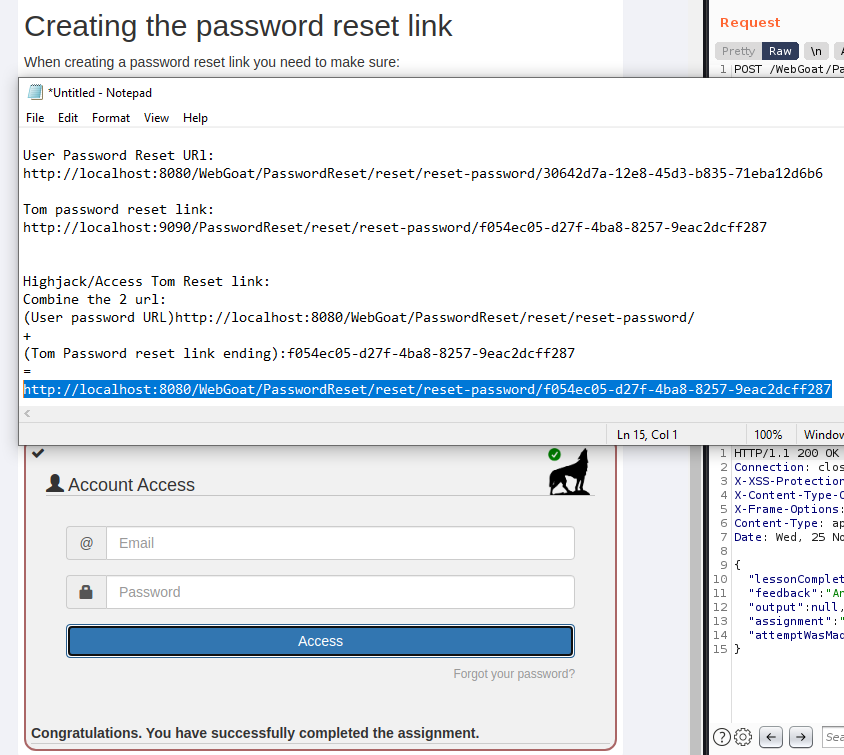 Creating the password reset link
When creating a password reset link you need to make sure:
Request
Pretty Raw \n
1 POST /WebGoat/Pa
*Untitled - Notepad
File Edit Format View Help
User Password Reset URl:
http://localhost:8080/WebGoat/PasswordReset/reset/reset-password/30642d7a-12e8-45d3-b835-71eba12d6b6
Tom password reset link:
http://localhost:9090/PasswordReset/reset/reset-password/f054ec05-d27f-4ba8-8257-9eac2dcff287
Highjack/Access Tom Reset link:
Combine the 2 url:
(User password URL)http://localhost:8080/WebGoat/PasswordReset/reset/reset-password/
+
(Tom Password reset link ending):f054ec05-d27f-4ba8-8257-9eac2dcff287
=
http://localhost:8080/WebGoat/PasswordReset/reset/reset-password/f054ec05-d27f-4ba8-8257-9eac2dcff287
Ln 15, Col 1 100% Window
Account Access
@ Email
Password
Access
Forgot your password?
Congratulations. You have successfully completed the assignment.
1 HTTP/1.1 200 OK
2 Connection: clos
3 X-XSS-Protection
4 X-Content-Type-O
5 X-Frame-Options:
6 Content-Type: ap
7 Date: Wed, 25 No
8
9 {
10 "lessonComplet
11 "feedback":"An
12 "output":null,
13 "assignment":"
14 "attemptWasMad
15 }
Sea